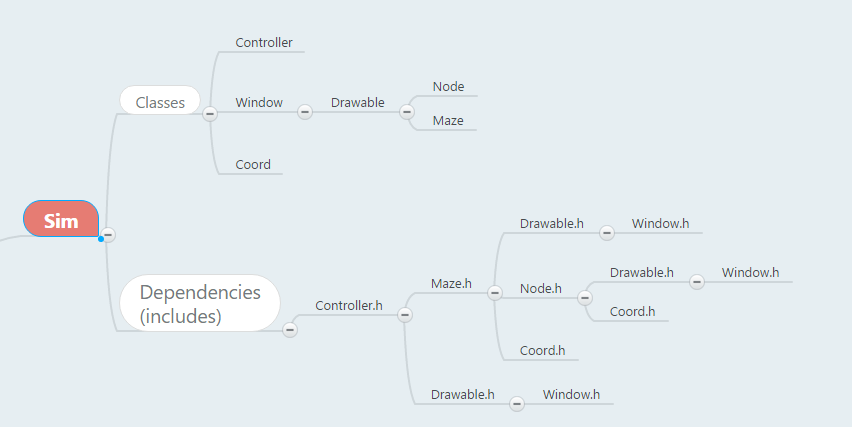 Controller
Classes
Window
Drawable
Node
Maze
Coord
Sim
Dependencies
(includes)
Controller.h
Maze.h
Drawable.h
Window.h
Node.h
Drawable.h
Window.h
Coord.h
Coord.h
Drawable.h
Window.h